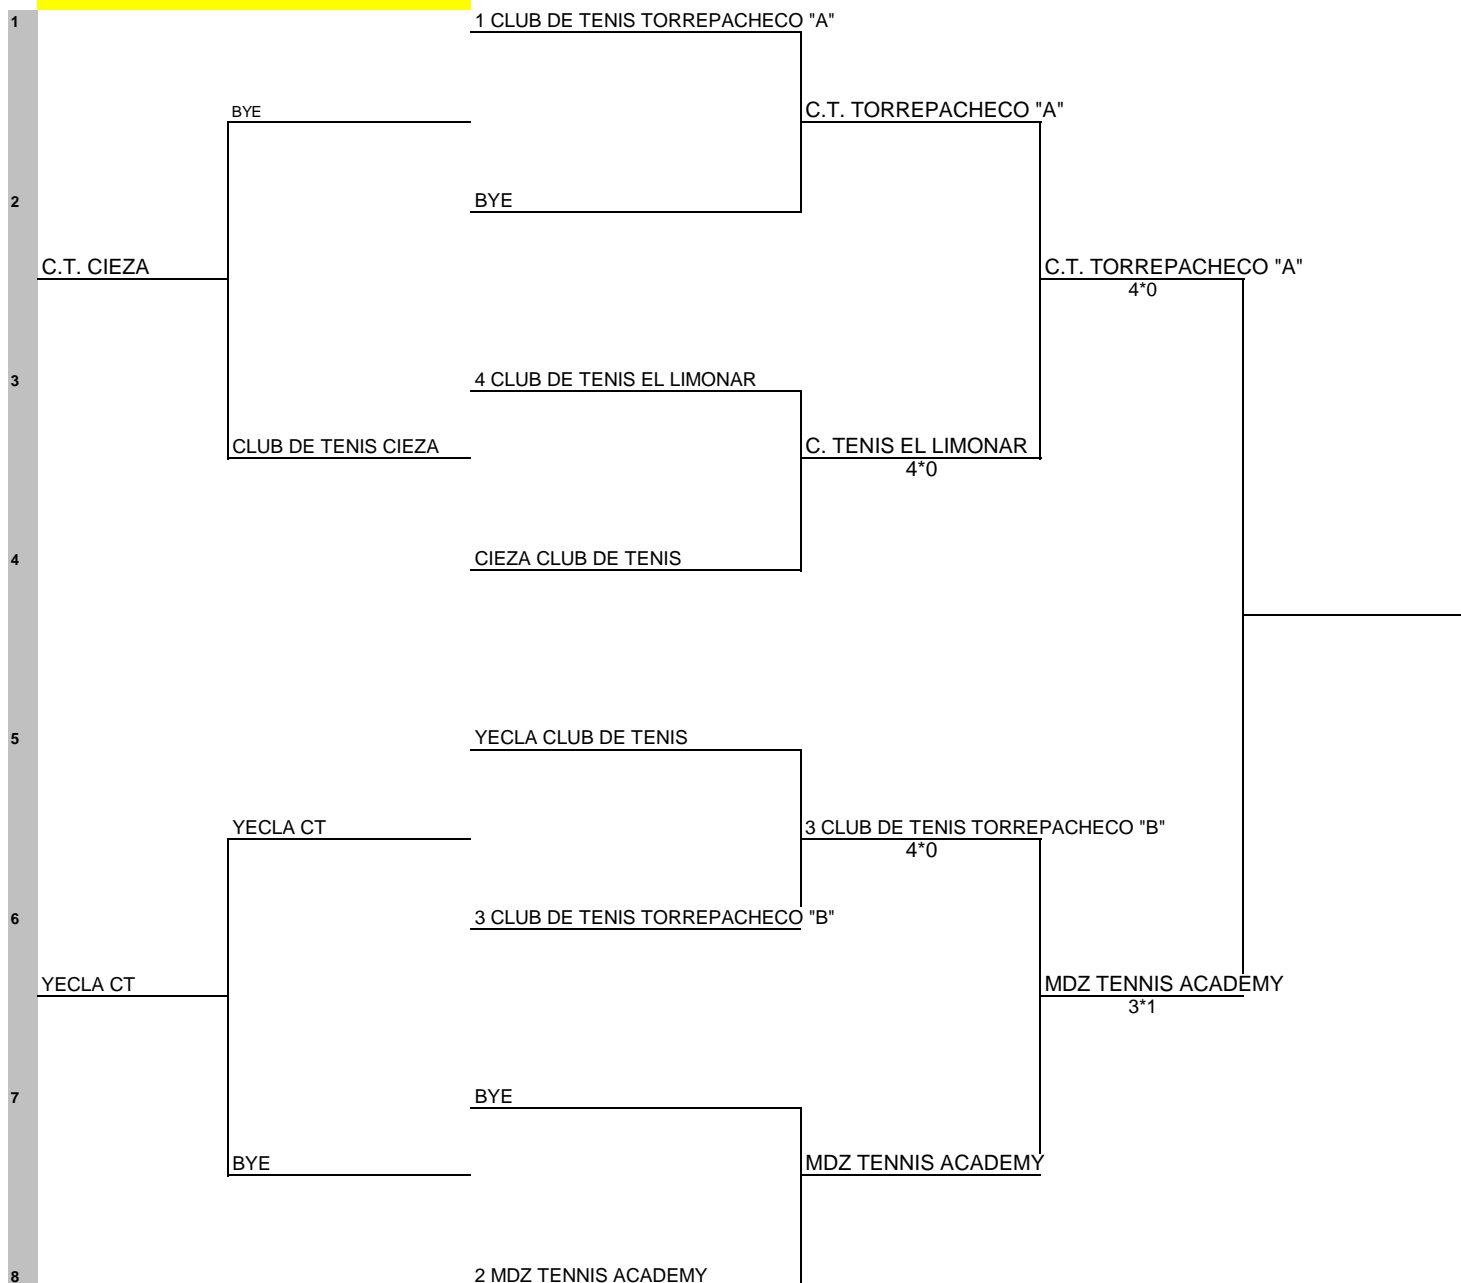 1 1 CLUB DE TENIS TORREPACHECO "A"
BYE C.T. TORREPACHECO "A"
2 BYE
C.T. CIEZA C.T. TORREPACHECO "A"
4*0
3 4 CLUB DE TENIS EL LIMONAR
CLUB DE TENIS CIEZA C. TENIS EL LIMONAR
4*0
4 CIEZA CLUB DE TENIS
5 YECLA CLUB DE TENIS
YECLA CT 3 CLUB DE TENIS TORREPACHECO "B"
4*0
6 3 CLUB DE TENIS TORREPACHECO "B"
YECLA CT MDZ TENNIS ACADEMY
3*1
7 BYE
BYE MDZ TENNIS ACADEMY
8 2 MDZ TENNIS ACADEMY